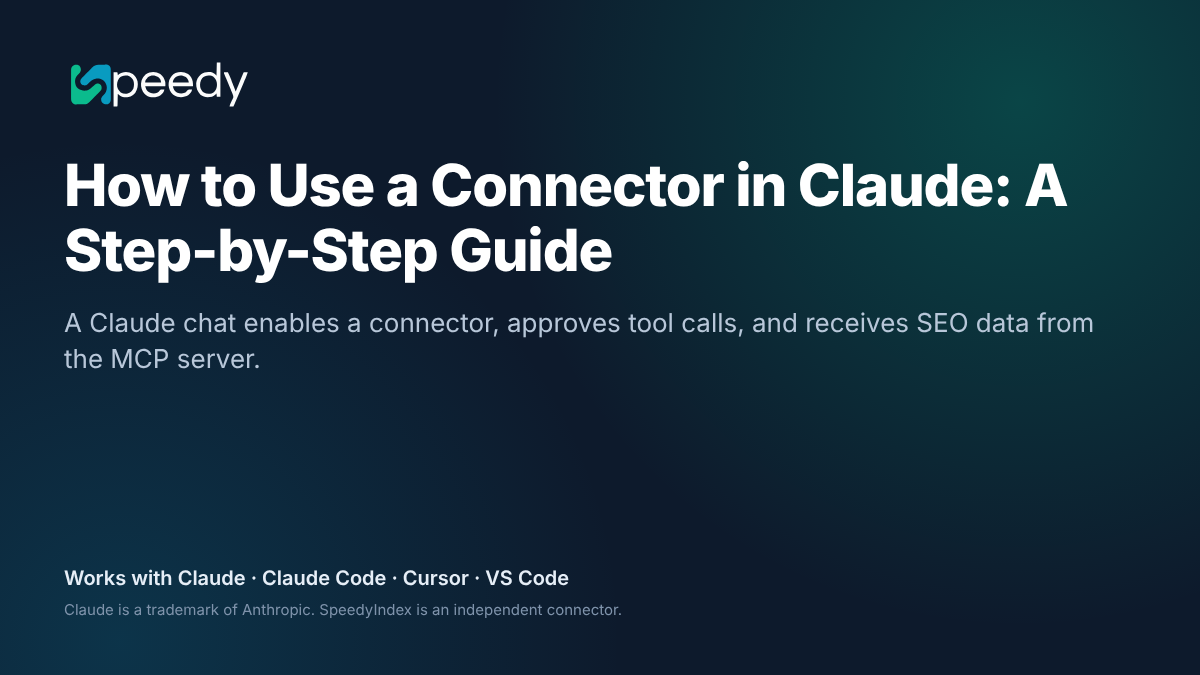 Speedy
How to Use a Connector in Claude: A
Step-by-Step Guide
A Claude chat enables a connector, approves tool calls, and receives SEO data from
the MCP server.
Works with Claude · Claude Code · Cursor · VS Code
Claude is a trademark of Anthropic. SpeedyIndex is an independent connector.